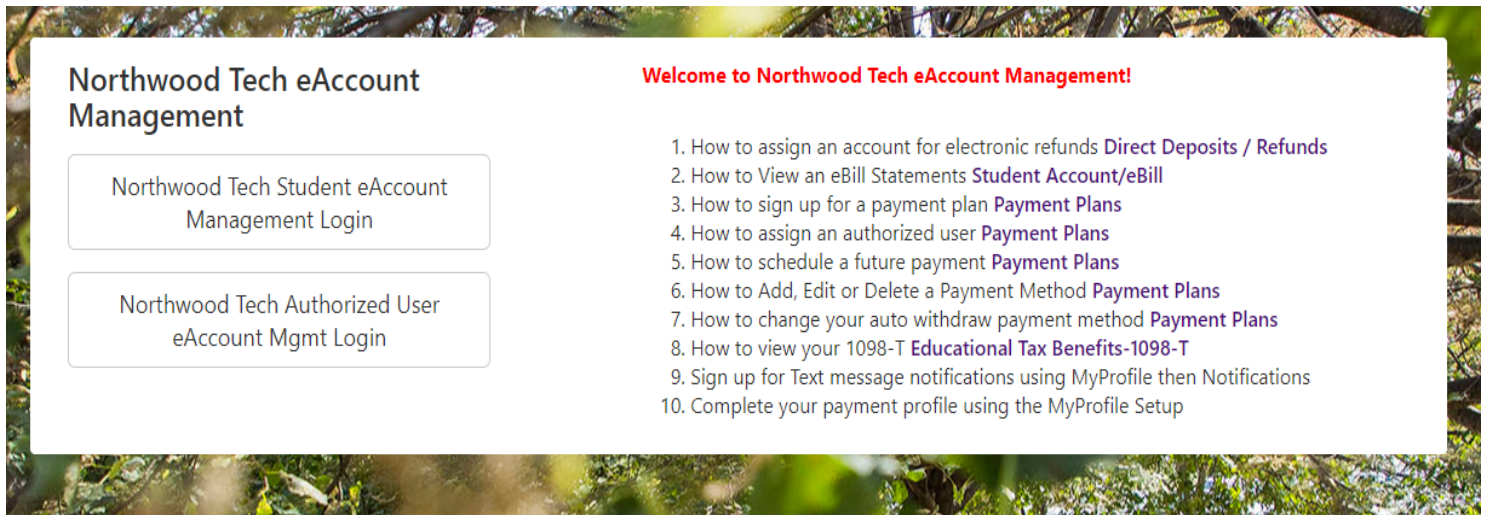 Northwood Tech eAccount
Management
Northwood Tech Student eAccount
Management Login
Northwood Tech Authorized User
eAccount Mgmt Login
Welcome to Northwood Tech eAccount Management!
1. How to assign an account for electronic refunds Direct Deposits / Refunds
2. How to View an eBill Statements Student Account/eBill
3. How to sign up for a payment plan Payment Plans
4. How to assign an authorized user Payment Plans
5. How to schedule a future payment Payment Plans
6. How to Add, Edit or Delete a Payment Method Payment Plans
7. How to change your auto withdraw payment method Payment Plans
8. How to view your 1098-T Educational Tax Benefits-1098-T
9. Sign up for Text message notifications using MyProfile then Notifications
10. Complete your payment profile using the MyProfile Setup